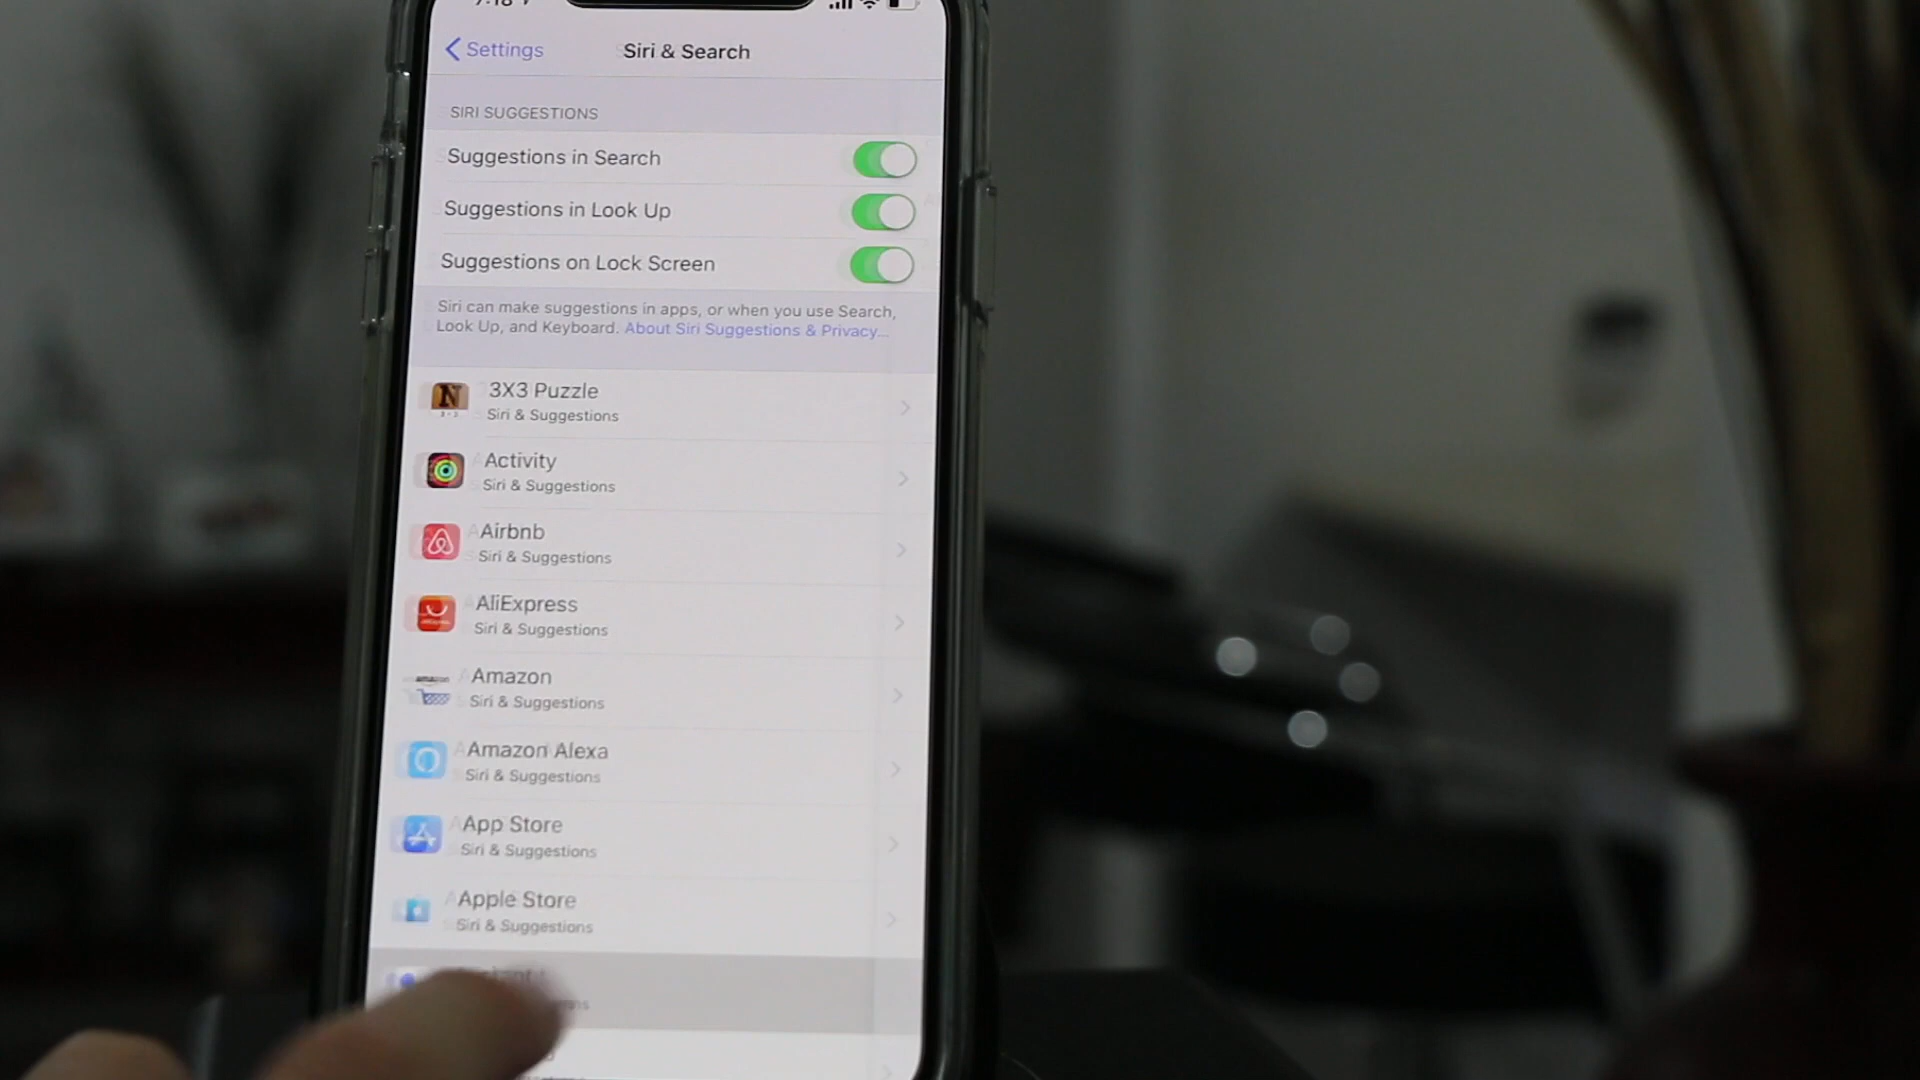 7:18
Settings
Siri & Search
SIRI SUGGESTIONS
Suggestions in Search
Suggestions in Look Up
Suggestions on Lock Screen
Siri can make suggestions in apps, or when you use Search,
Look Up, and Keyboard. About Siri Suggestions & Privacy...
3X3 Puzzle
Siri & Suggestions
Activity
Siri & Suggestions
Airbnb
Siri & Suggestions
AliExpress
Siri & Suggestions
amazon
Amazon
Siri & Suggestions
Amazon Alexa
Siri & Suggestions
App Store
Siri & Suggestions
Apple Store
Siri & Suggestions